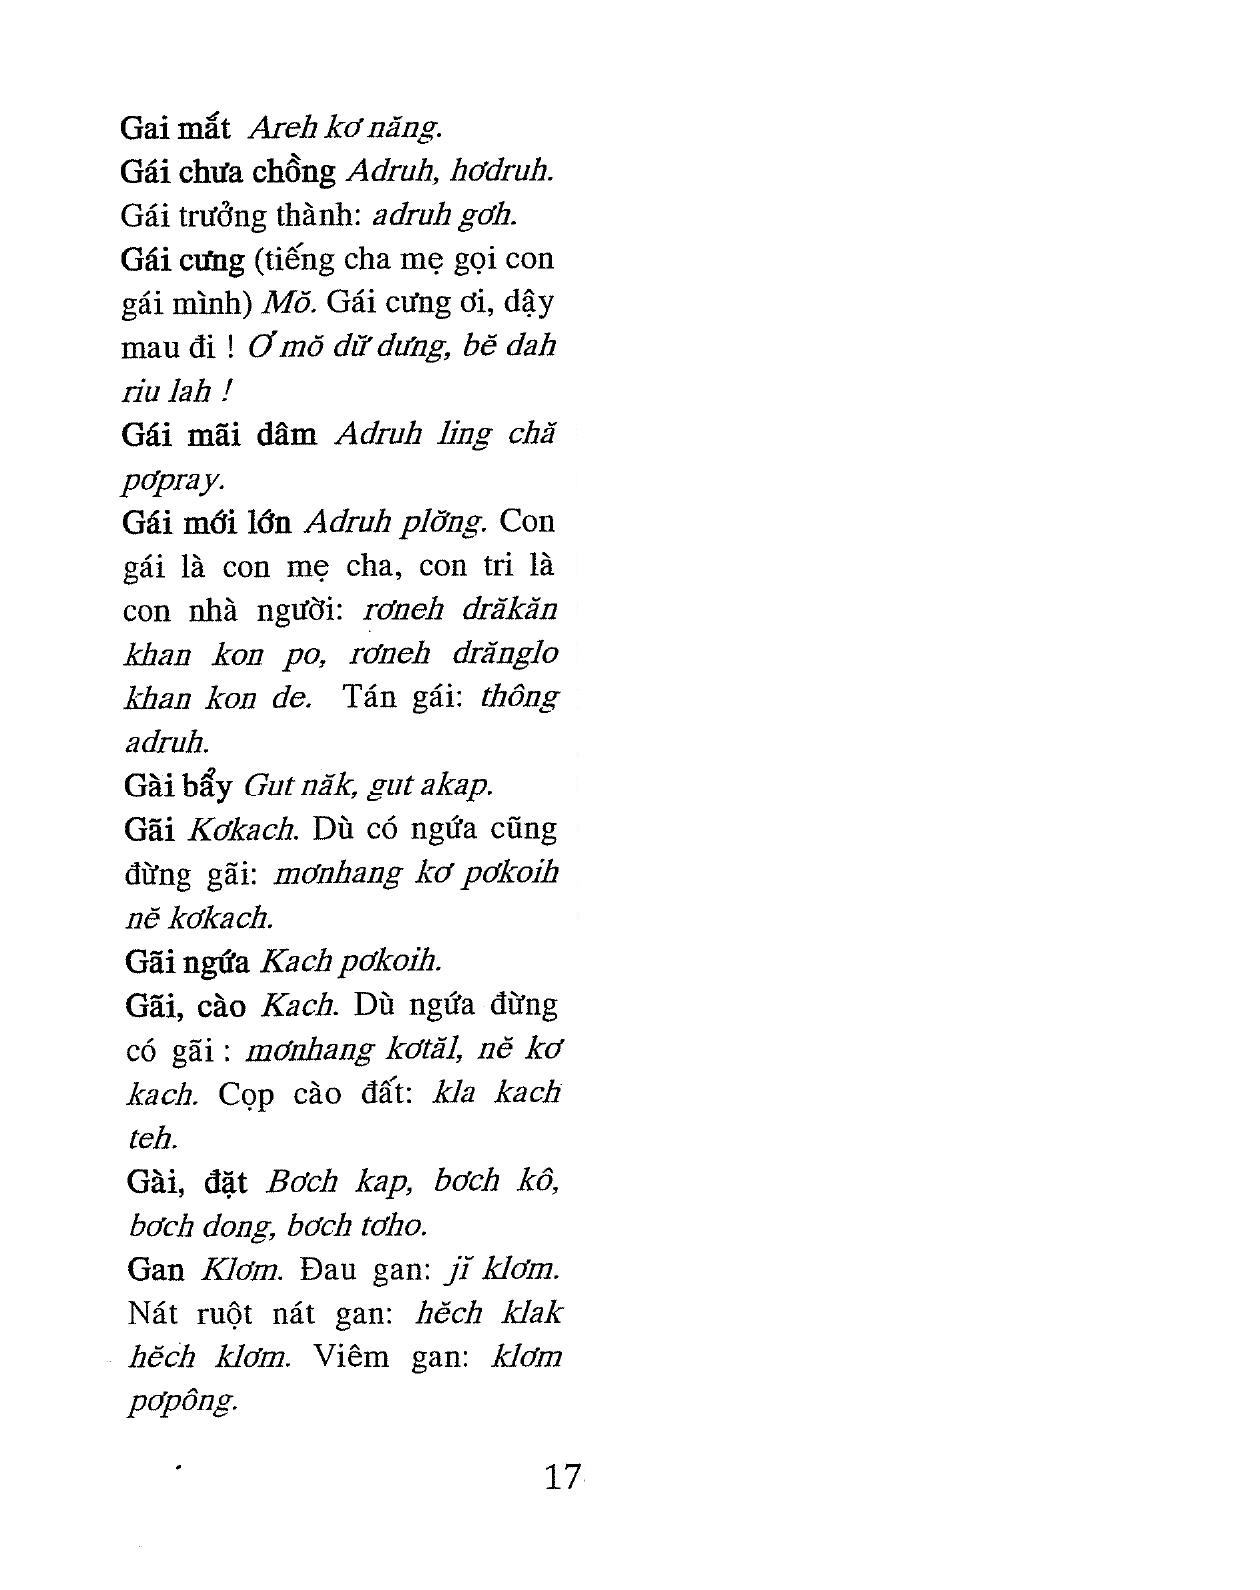 Gai mắt Areh kơ năng.
Gái chưa chồng Adruh, hơdruh.
Gái trưởng thành: adruh gơh.
Gái cưng (tiếng cha mẹ gọi con
gái mình) Mŏ. Gái cưng ơi, dậy
mau đi ! Ơ mŏ dữ dưng, bĕ dah
riu lah !
Gái mãi dâm Adruh ling chă
pơpray.
Gái mới lớn Adruh plơ̆ng. Con
gái là con mẹ cha, con tri là
con nhà người: rơneh drăkăn
khan kon po, rơneh drănglo
khan kon de. Tán gái: thông
adruh.
Gài bẩy Gut năk, gut akap.
Gãi Kơkach. Dù có ngứa cũng
đừng gãi: mơnhang kơ pơkoih
nĕ kơkach.
Gãi ngứa Kach pơkoih.
Gãi, cào Kach. Dù ngứa đừng
có gãi : mơnhang kơtăl, nĕ kơ
kach. Cọp cào đất: kla kach
teh.
Gài, đặt Bơch kap, bơch kô,
bơch dong, bơch tơho.
Gan Klơm. Đau gan: jĭ klơm.
Nát ruột nát gan: hĕch klak
hĕch klơm. Viêm gan: klơm
pơpông.
17